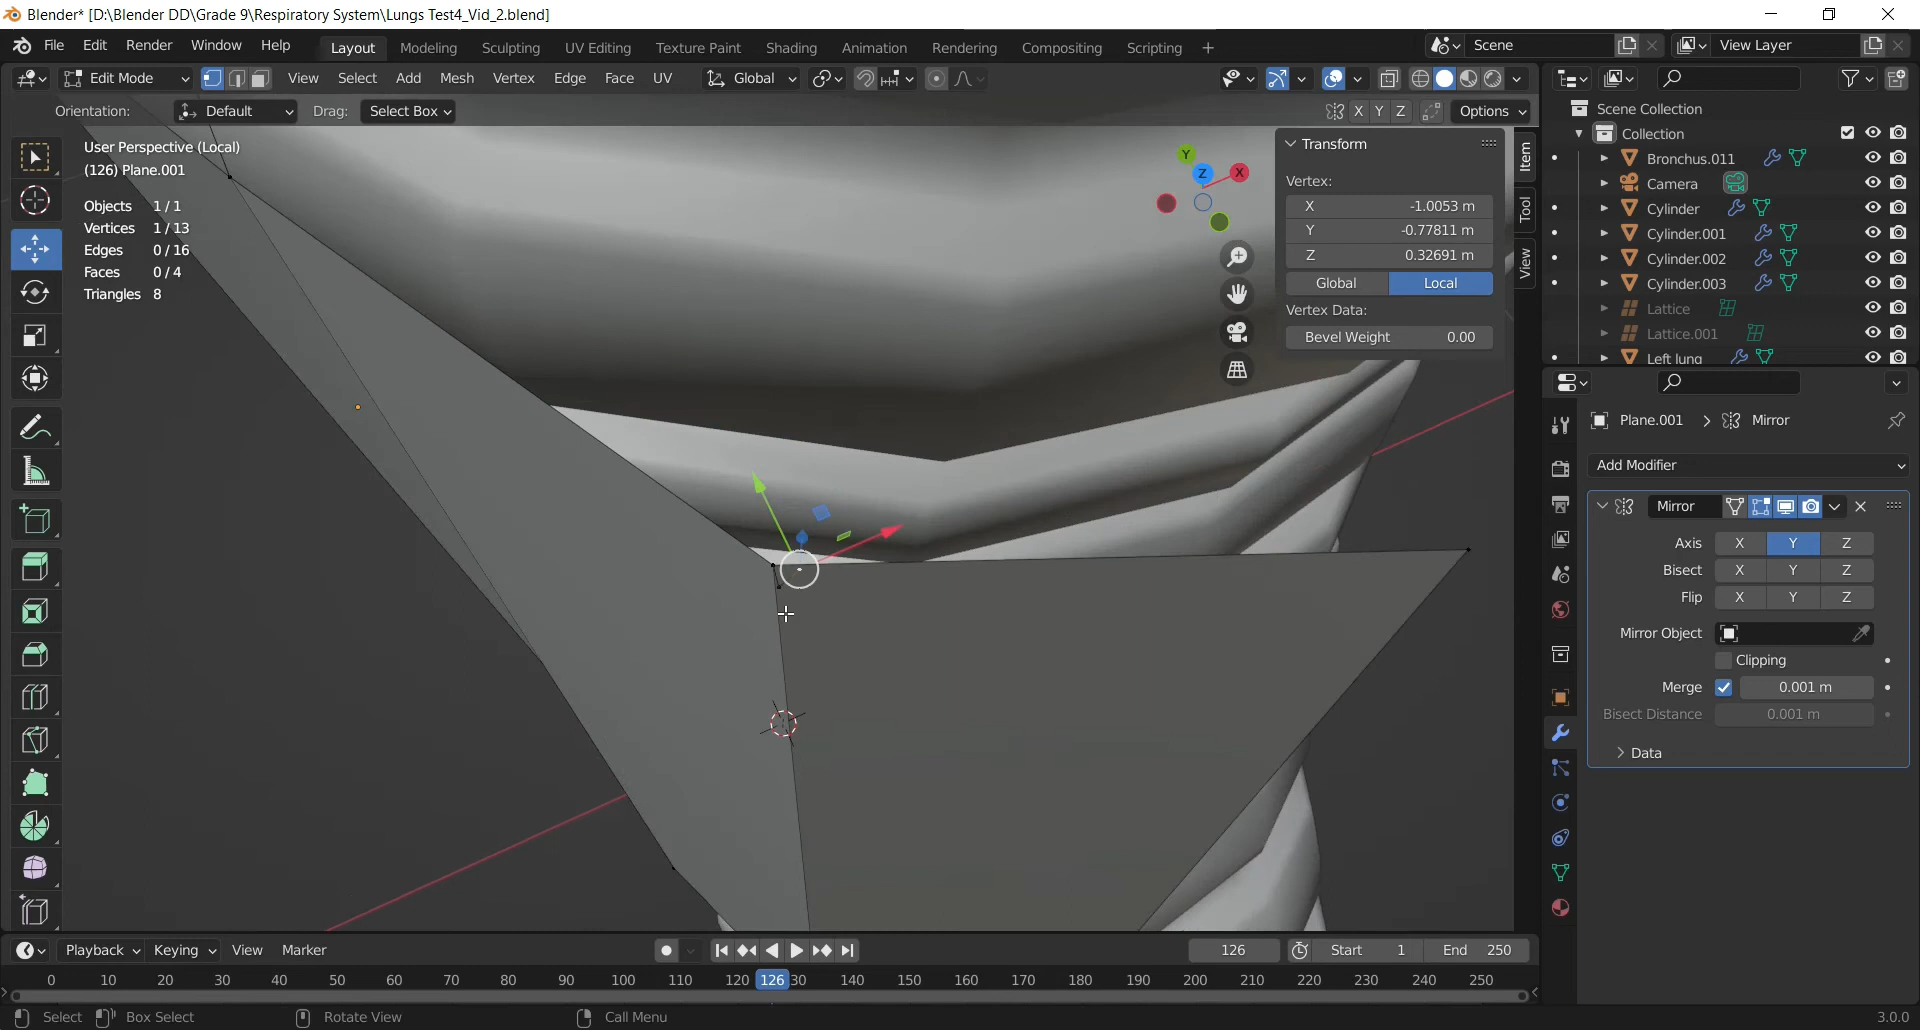 Blender* [D:\Blender DD\Grade 9\Respiratory System\Lungs Test4_Vid_2.blend]
File Edit Render Window Help Layout Modeling Sculpting UV Editing Texture Paint Shading Animation Rendering Compositing Scripting + Scene View Layer
Edit Mode View Select Add Mesh Vertex Edge Face UV Global
Orientation: Default Drag: Select Box X Y Z Options
User Perspective (Local)
(126) Plane.001
Objects 1/1
Vertices 1/13
Edges 0/16
Faces 0/4
Triangles 8
Y
Z
X
Transform
Vertex:
X -1.0053 m
Y -0.77811 m
Z 0.32691 m
Global Local
Vertex Data:
Bevel Weight 0.00
Item
Tool
View
Scene Collection
Collection
Bronchus.011
Camera
Cylinder
Cylinder.001
Cylinder.002
Cylinder.003
Lattice
Lattice.001
Left lung
Plane.001 Mirror
Add Modifier
Mirror
Axis X Y Z
Bisect X Y Z
Flip X Y Z
Mirror Object
Clipping
Merge 0.001 m
Bisect Distance 0.001 m
Data
Playback Keying View Marker 126 Start 1 End 250
0 10 20 30 40 50 60 70 80 90 100 110 120 126 30 140 150 160 170 180 190 200 210 220 230 240 250
Select Box Select Rotate View Call Menu 3.0.0